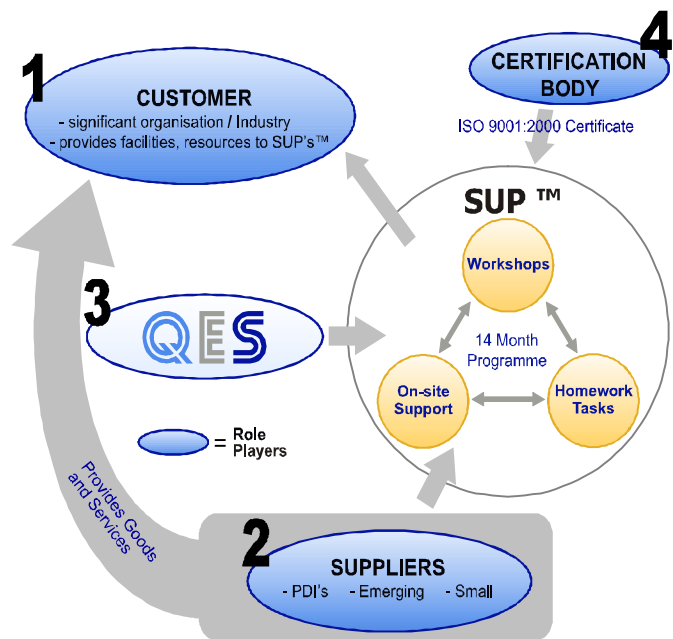 1
CUSTOMER
- significant organisation / Industry
- provides facilities, resources to SUP's™
4
CERTIFICATION
BODY
ISO 9001:2000 Certificate
SUP ™
Workshops
14 Month
Programme
On-site
Support
Homework
Tasks
3
QES
= Role
Players
Provides Goods
and Services
2
SUPPLIERS
- PDI's - Emerging - Small